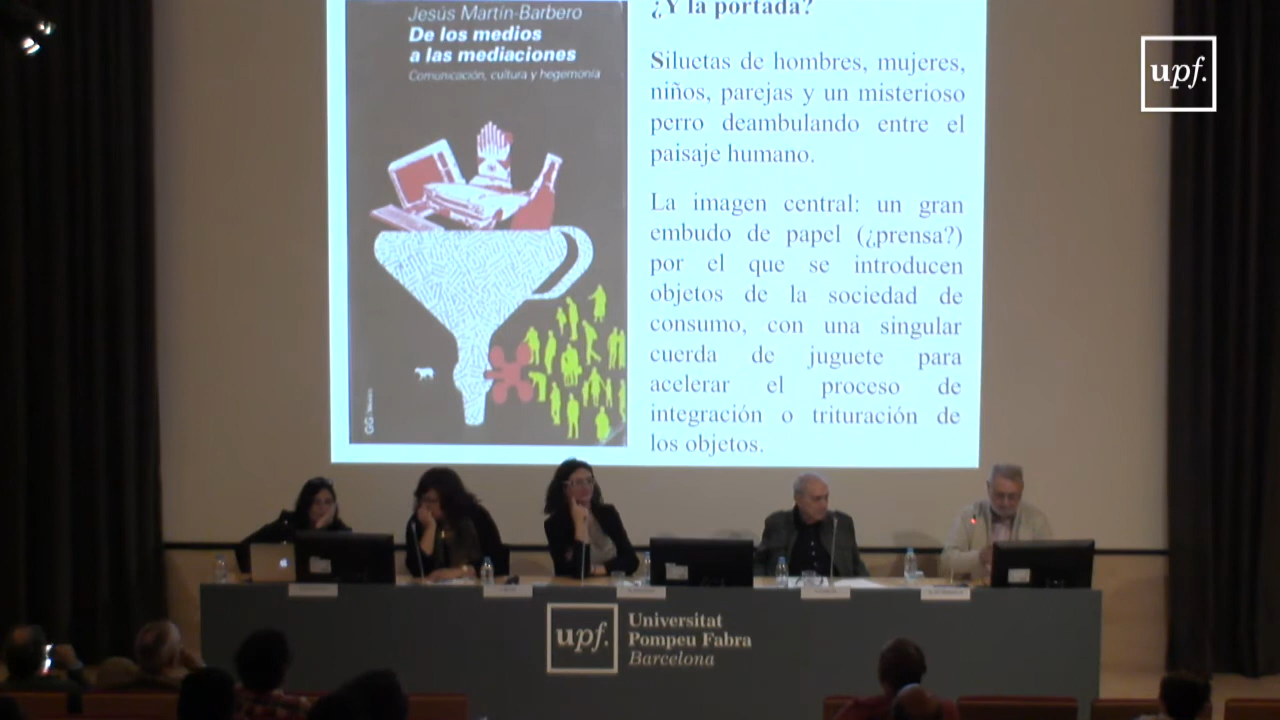 ¿Y la portada?
Jesús Martín-Barbero
De los medios
a las mediaciones
Comunicación, cultura y hegemonía
Siluetas de hombres, mujeres,
niños, parejas y un misterioso
perro deambulando entre el
paisaje humano.
La imagen central: un gran
embudo de papel (¿prensa?)
por el que se introducen
objetos de la sociedad de
consumo, con una singular
cuerda de juguete para
acelerar el proceso de
integración o trituración de
los objetos.
GG
upf.
upf.
Universitat
Pompeu Fabra
Barcelona